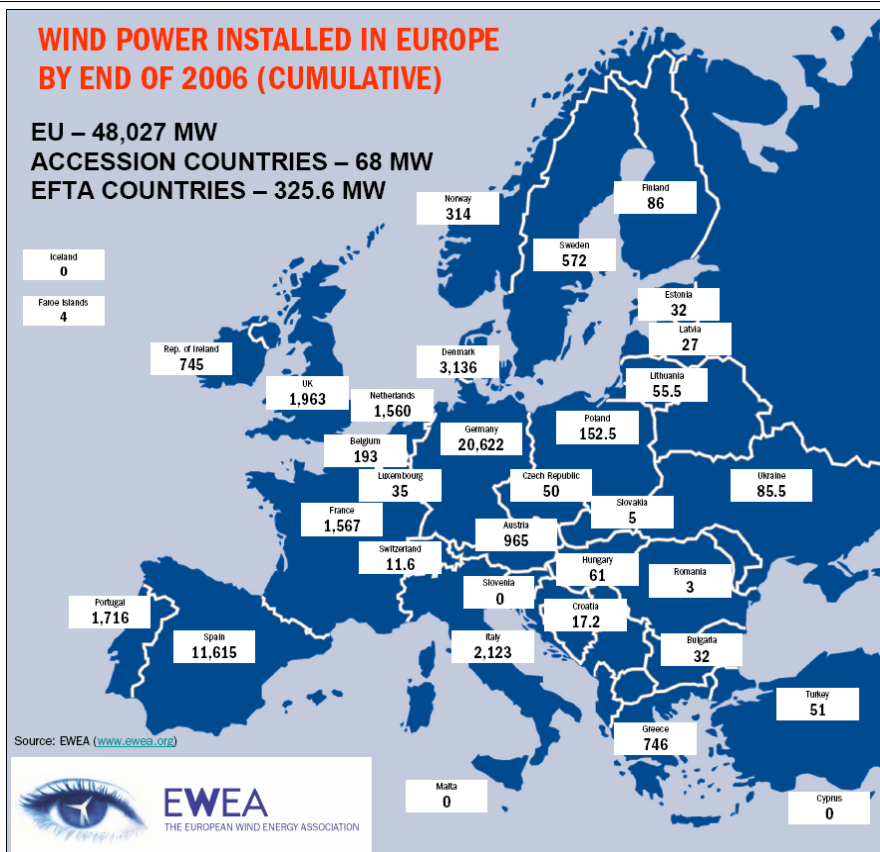 WIND POWER INSTALLED IN EUROPE
BY END OF 2006 (CUMULATIVE)
EU – 48,027 MW
ACCESSION COUNTRIES – 68 MW
EFTA COUNTRIES – 325.6 MW
Norway
314
Finland
86
Sweden
572
Iceland
0
Faroe Islands
4
Estonia
32
Latvia
27
Rep. of Ireland
745
Denmark
3,136
Lithuania
55.5
UK
1,963
Netherlands
1,560
Germany
20,622
Poland
152.5
Belgium
193
Luxembourg
35
Czech Republic
50
Ukraine
85.5
France
1,567
Slovakia
5
Austria
965
Switzerland
11.6
Hungary
61
Romania
3
Slovenia
0
Portugal
1,716
Croatia
17.2
Spain
11,615
Italy
2,123
Bulgaria
32
Turkey
51
Greece
746
Source: EWEA (www.ewea.org)
Malta
0
Cyprus
0
EWEA
THE EUROPEAN WIND ENERGY ASSOCIATION